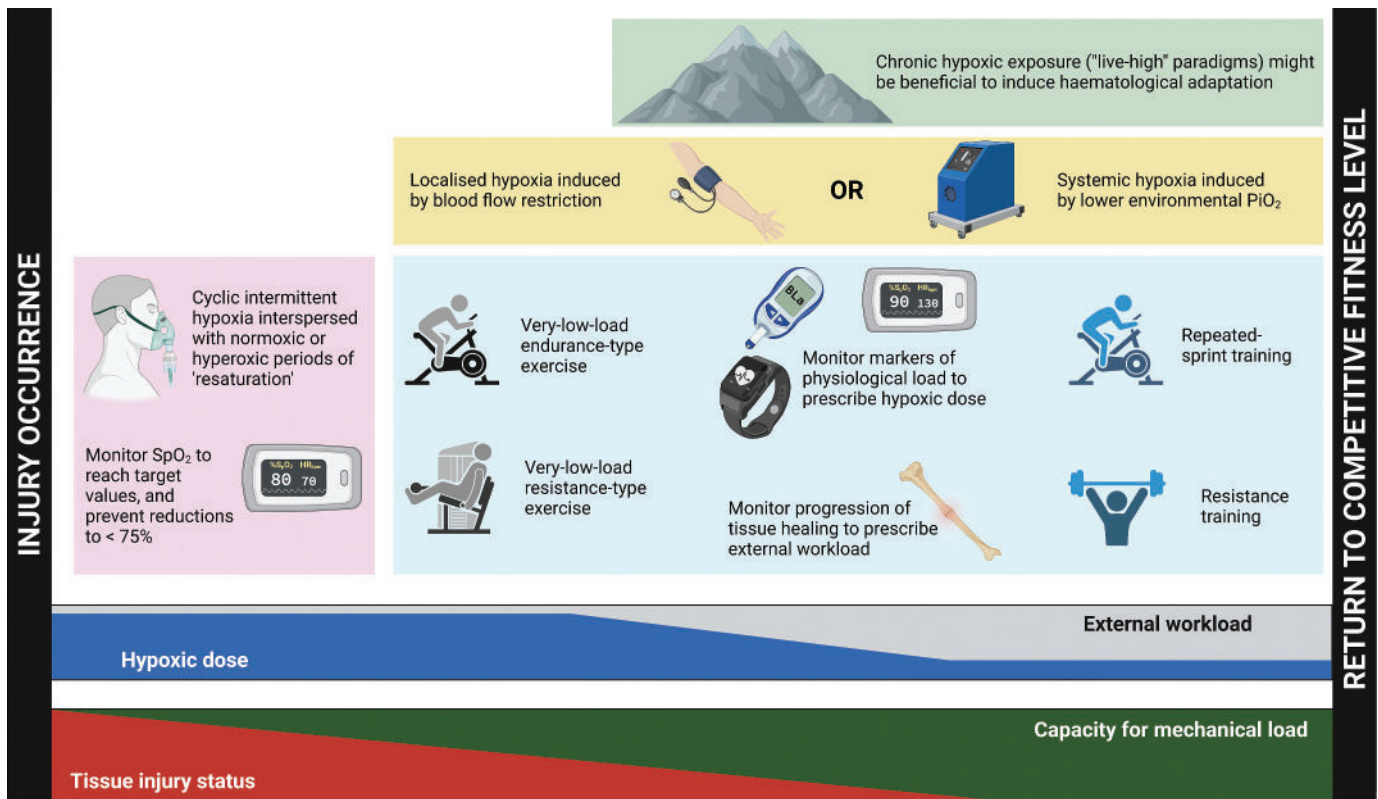 INJURY OCCURRENCE
Chronic hypoxic exposure ("live-high" paradigms) might
be beneficial to induce haematological adaptation
Localised hypoxia induced
by blood flow restriction
OR
Systemic hypoxia induced
by lower environmental PiO₂
Cyclic intermittent
hypoxia interspersed
with normoxic or
hyperoxic periods of
'resaturation'
Monitor SpO₂ to
reach target
values, and
prevent reductions
to < 75%
%SₚO₂ HRbpm
80 70
Very-low-load
endurance-type
exercise
Very-low-load
resistance-type
exercise
BLa
%SₚO₂ HRbpm
90 130
Monitor markers of
physiological load to
prescribe hypoxic dose
Monitor progression of
tissue healing to prescribe
external workload
Repeated-
sprint training
Resistance
training
External workload
Hypoxic dose
Capacity for mechanical load
Tissue injury status
RETURN TO COMPETITIVE FITNESS LEVEL